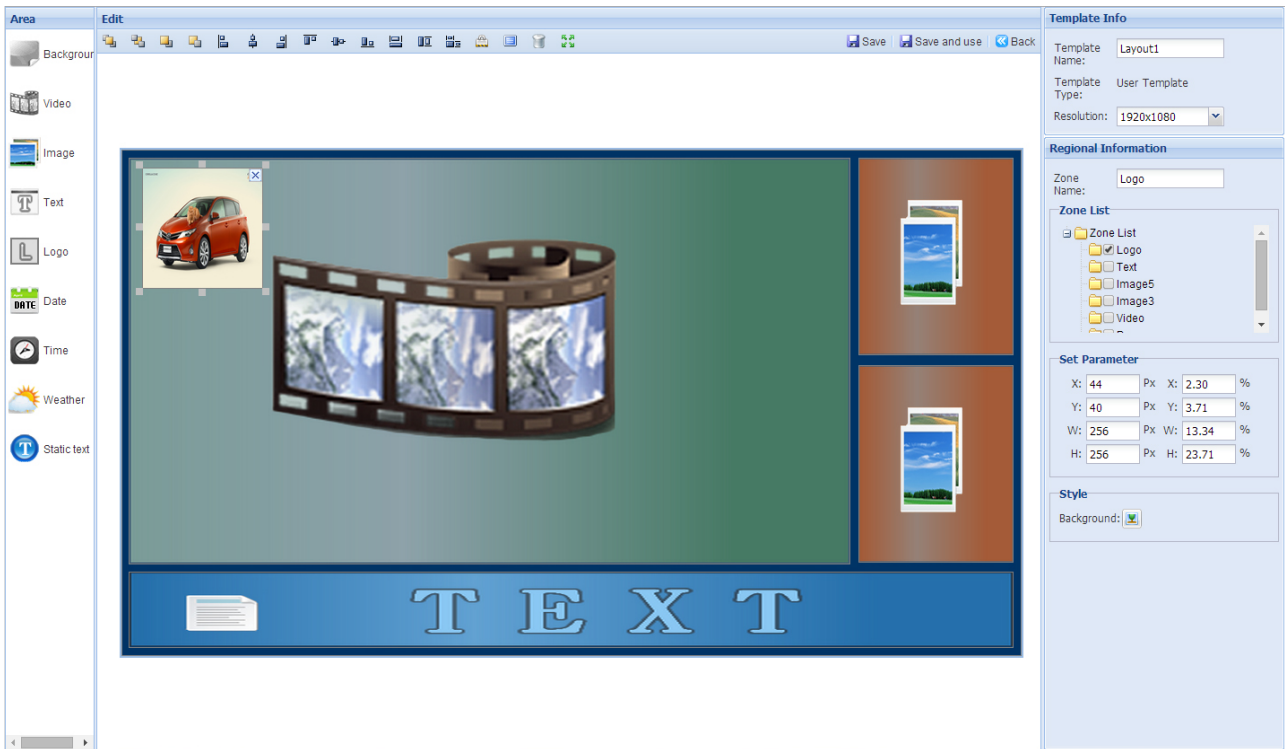 Area
Backgrour
Video
Image
Text
Logo
DATE
Date
Time
Weather
T
Static text
Edit
Save
Save and use
Back
T E X T
Template Info
Template Name:
Layout1
Template Type:
User Template
Resolution:
1920x1080
Regional Information
Zone Name:
Logo
Zone List
Zone List
Logo
Text
Image5
Image3
Video
Set Parameter
X: 44 Px X: 2.30 %
Y: 40 Px Y: 3.71 %
W: 256 Px W: 13.34 %
H: 256 Px H: 23.71 %
Style
Background: